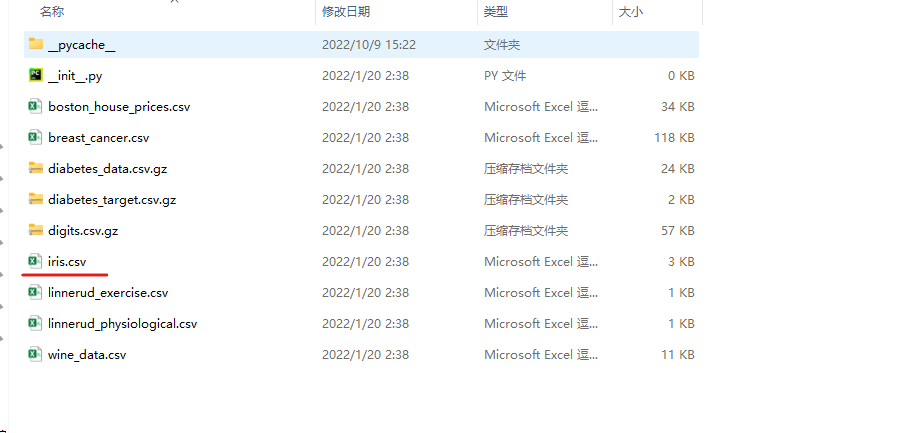 名称 修改日期 类型 大小
__pycache__ 2022/10/9 15:22 文件夹
__init__.py 2022/1/20 2:38 PY 文件 0 KB
boston_house_prices.csv 2022/1/20 2:38 Microsoft Excel 逗... 34 KB
breast_cancer.csv 2022/1/20 2:38 Microsoft Excel 逗... 118 KB
diabetes_data.csv.gz 2022/1/20 2:38 压缩存档文件夹 24 KB
diabetes_target.csv.gz 2022/1/20 2:38 压缩存档文件夹 2 KB
digits.csv.gz 2022/1/20 2:38 压缩存档文件夹 57 KB
iris.csv 2022/1/20 2:38 Microsoft Excel 逗... 3 KB
linnerud_exercise.csv 2022/1/20 2:38 Microsoft Excel 逗... 1 KB
linnerud_physiological.csv 2022/1/20 2:38 Microsoft Excel 逗... 1 KB
wine_data.csv 2022/1/20 2:38 Microsoft Excel 逗... 11 KB